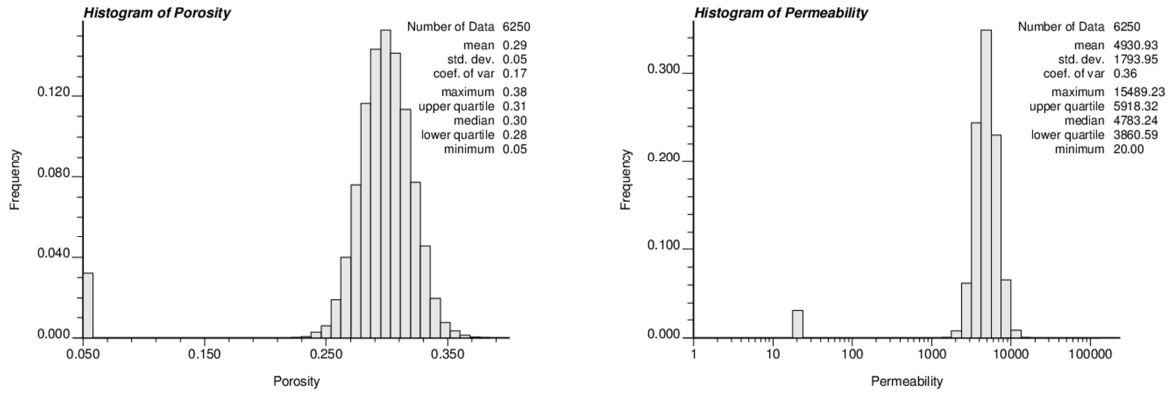 Histogram of Porosity
Number of Data 6250
mean 0.29
std. dev. 0.05
coef. of var 0.17
maximum 0.38
upper quartile 0.31
median 0.30
lower quartile 0.28
minimum 0.05
Frequency
0.120
0.080
0.040
0.000
0.050 0.150 0.250 0.350
Porosity
Histogram of Permeability
Number of Data 6250
mean 4930.93
std. dev. 1793.95
coef. of var 0.36
maximum 15489.23
upper quartile 5918.32
median 4783.24
lower quartile 3860.59
minimum 20.00
Frequency
0.300
0.200
0.100
0.000
1 10 100 1000 10000 100000
Permeability